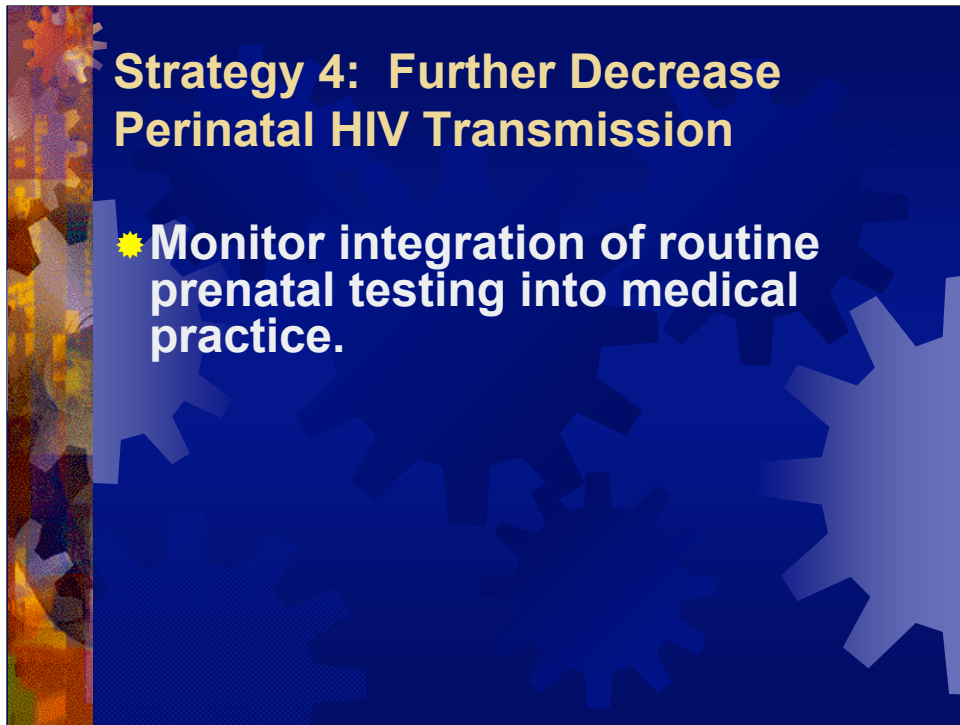 Strategy 4: Further Decrease
Perinatal HIV Transmission
Monitor integration of routine
prenatal testing into medical
practice.